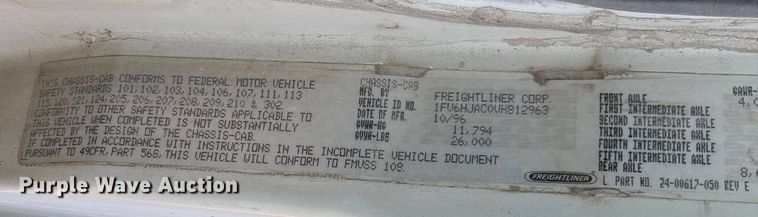 THIS CHASSIS-CAB CONFORMS TO FEDERAL MOTOR VEHICLE
SAFETY STANDARDS 101, 102, 103, 104, 106, 107, 111, 113
115, 120, 121, 124, 205, 206, 207, 208, 209, 210 & 302.
CONFORMITY TO OTHER SAFETY STANDARDS APPLICABLE TO
THIS VEHICLE WHEN COMPLETED IS NOT SUBSTANTIALLY
AFFECTED BY THE DESIGN OF THE CHASSIS-CAB.
IF COMPLETED IN ACCORDANCE WITH INSTRUCTIONS IN THE INCOMPLETE VEHICLE DOCUMENT
PURSUANT TO 49CFR, PART 568, THIS VEHICLE WILL CONFORM TO FMVSS 108.
CHASSIS-CAB
MFD. BY FREIGHTLINER CORP.
VEHICLE ID NO. 1FV6HJAC0VH812963
DATE OF MFG. 10/96
GVWR-KG 11,794
GVWR-LBS 26,000
FREIGHTLINER
GAWR-
FRONT AXLE 4,
FIRST INTERMEDIATE AXLE
SECOND INTERMEDIATE AXLE
THIRD INTERMEDIATE AXLE
FOURTH INTERMEDIATE AXLE
FIFTH INTERMEDIATE AXLE
REAR AXLE 8,
L PART NO. 24-00617-050 REV E
Purple Wave Auction